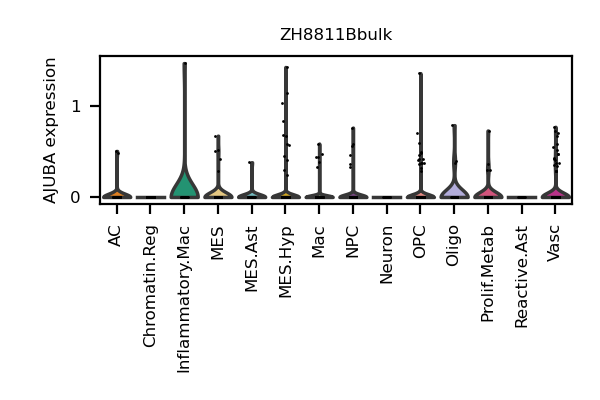 ZH8811Bbulk
AJUBA expression
1
0
AC
Chromatin.Reg
Inflammatory.Mac
MES
MES.Ast
MES.Hyp
Mac
NPC
Neuron
OPC
Oligo
Prolif.Metab
Reactive.Ast
Vasc